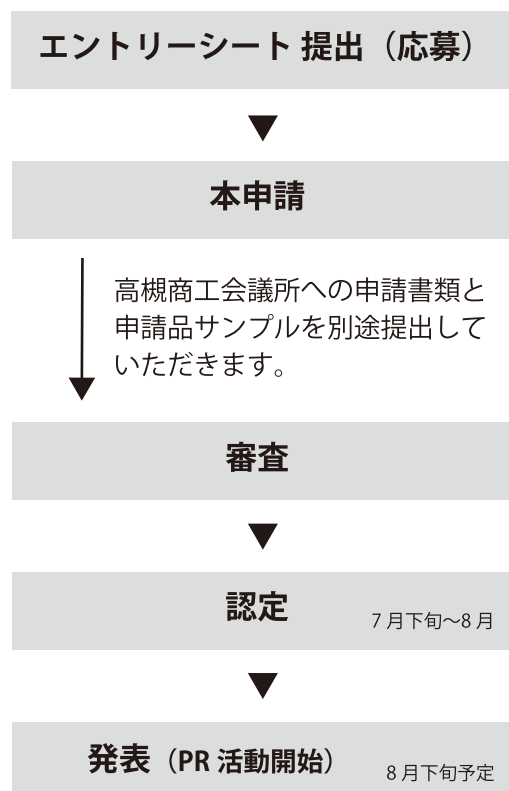 エントリーシート 提出（応募）
▼
本申請
高槻商工会議所への申請書類と
申請品サンプルを別途提出して
いただきます。
審査
▼
認定
7月下旬～8月
▼
発表（PR 活動開始）
8月下旬予定